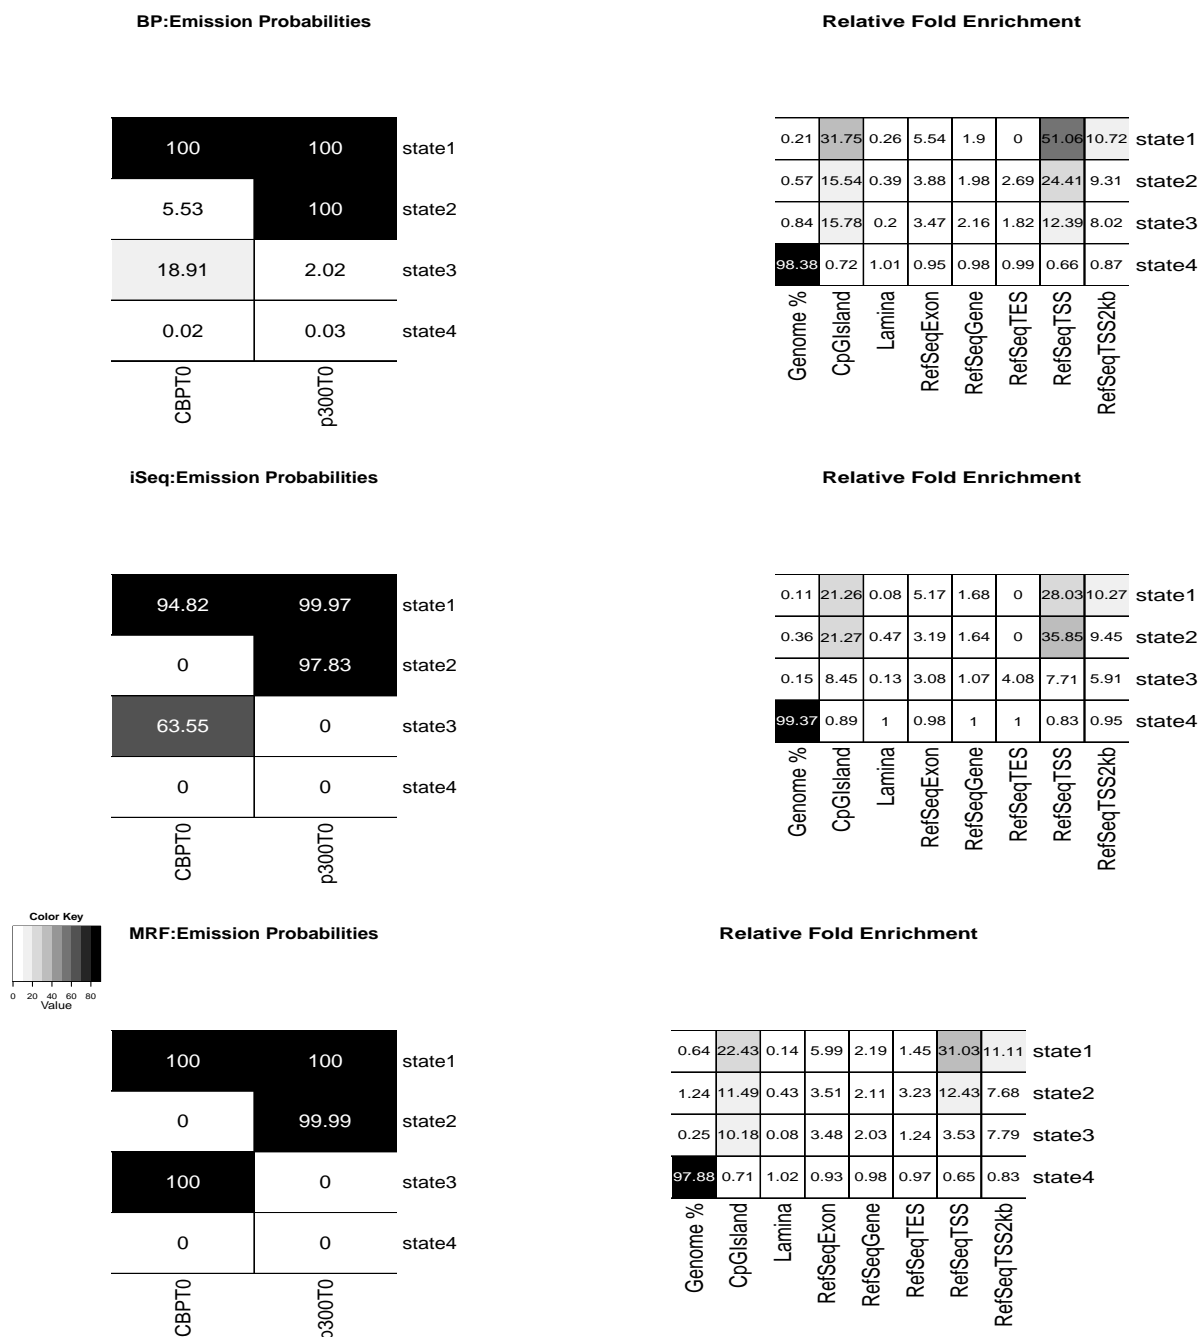 BP:Emission Probabilities
Relative Fold Enrichment
100 100 state1
5.53 100 state2
18.91 2.02 state3
0.02 0.03 state4
CBPT0 p300T0
0.21 31.75 0.26 5.54 1.9 0 51.06 10.72 state1
0.57 15.54 0.39 3.88 1.98 2.69 24.41 9.31 state2
0.84 15.78 0.2 3.47 2.16 1.82 12.39 8.02 state3
98.38 0.72 1.01 0.95 0.98 0.99 0.66 0.87 state4
Genome % CpGIsland Lamina RefSeqExon RefSeqGene RefSeqTES RefSeqTSS RefSeqTSS2kb
iSeq:Emission Probabilities
Relative Fold Enrichment
94.82 99.97 state1
0 97.83 state2
63.55 0 state3
0 0 state4
CBPT0 p300T0
0.11 21.26 0.08 5.17 1.68 0 28.03 10.27 state1
0.36 21.27 0.47 3.19 1.64 0 35.85 9.45 state2
0.15 8.45 0.13 3.08 1.07 4.08 7.71 5.91 state3
99.37 0.89 1 0.98 1 1 0.83 0.95 state4
Genome % CpGIsland Lamina RefSeqExon RefSeqGene RefSeqTES RefSeqTSS RefSeqTSS2kb
Color Key
0 20 40 60 80
Value
MRF:Emission Probabilities
Relative Fold Enrichment
100 100 state1
0 99.99 state2
100 0 state3
0 0 state4
CBPT0 p300T0
0.64 22.43 0.14 5.99 2.19 1.45 31.03 11.11 state1
1.24 11.49 0.43 3.51 2.11 3.23 12.43 7.68 state2
0.25 10.18 0.08 3.48 2.03 1.24 3.53 7.79 state3
97.88 0.71 1.02 0.93 0.98 0.97 0.65 0.83 state4
Genome % CpGIsland Lamina RefSeqExon RefSeqGene RefSeqTES RefSeqTSS RefSeqTSS2kb